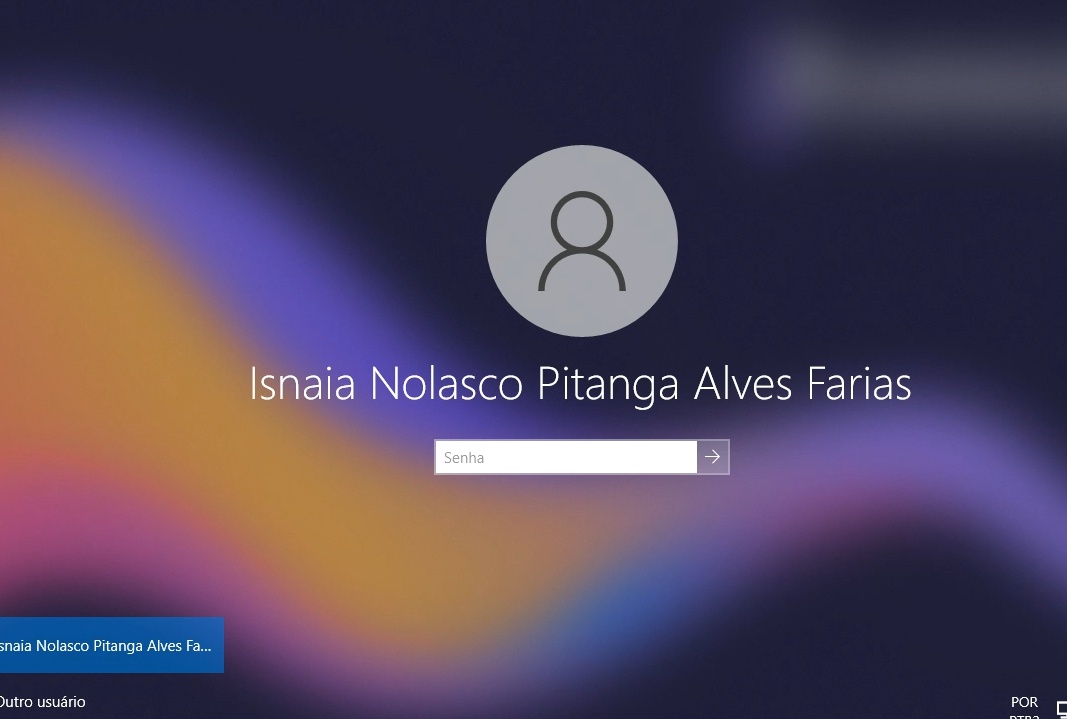 Isnaia Nolasco Pitanga Alves Farias
Senha
snaia Nolasco Pitanga Alves Fa...
Outro usuário
POR
PTB2